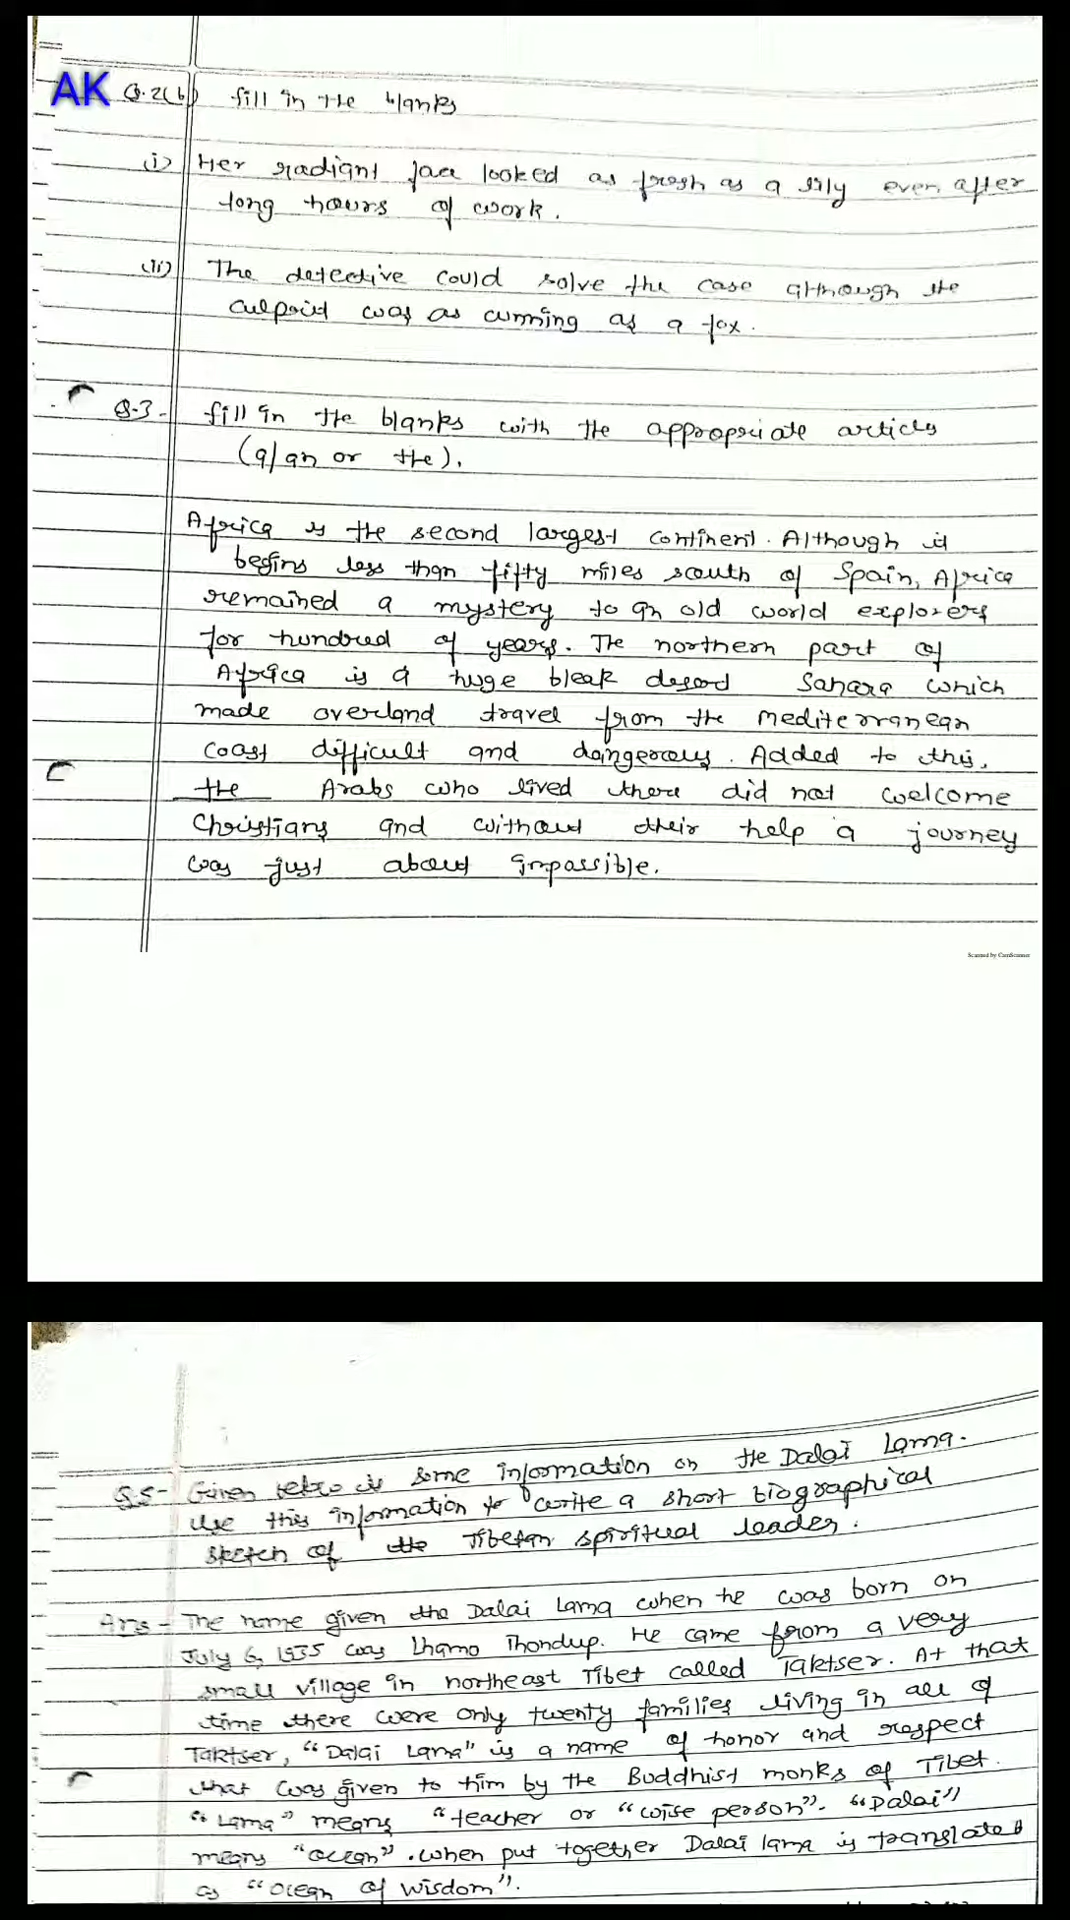 AK Q.2(b) fill in the blanks
(i) Her radiant face looked as fresh as a lily even after
long hours of work.
(ii) The detective could solve the case although the
culprit was as cunning as a fox.
Q-3- fill in the blanks with the appropriate articles
(a/an or the).
Africa is the second largest continent. Although it
begins less than fifty miles south of Spain, Africa
remained a mystery to an old world explorers
for hundred of years. The northern part of
Africa is a huge bleak desert Sahara which
made overland travel from the mediterranean
coast difficult and dangerous. Added to this,
the Arabs who lived there did not welcome
Christians and without their help a journey
was just about impossible.
Scanned by CamScanner
Q.5- Given below is some information on the Dalai Lama.
Use this information to write a short biographical
sketch of the Tibetan spiritual leader.
Ans - The name given the Dalai Lama when he was born on
July 6, 1935 was Lhamo Thondup. He came from a very
small village in northeast Tibet called Taktser. At that
time there were only twenty families living in all of
Taktser, "Dalai Lama" is a name of honor and respect
that was given to him by the Buddhist monks of Tibet.
"Lama" means "teacher or "wise person". "Dalai"
means "ocean". when put together Dalai lama is translated
as "ocean of wisdom".